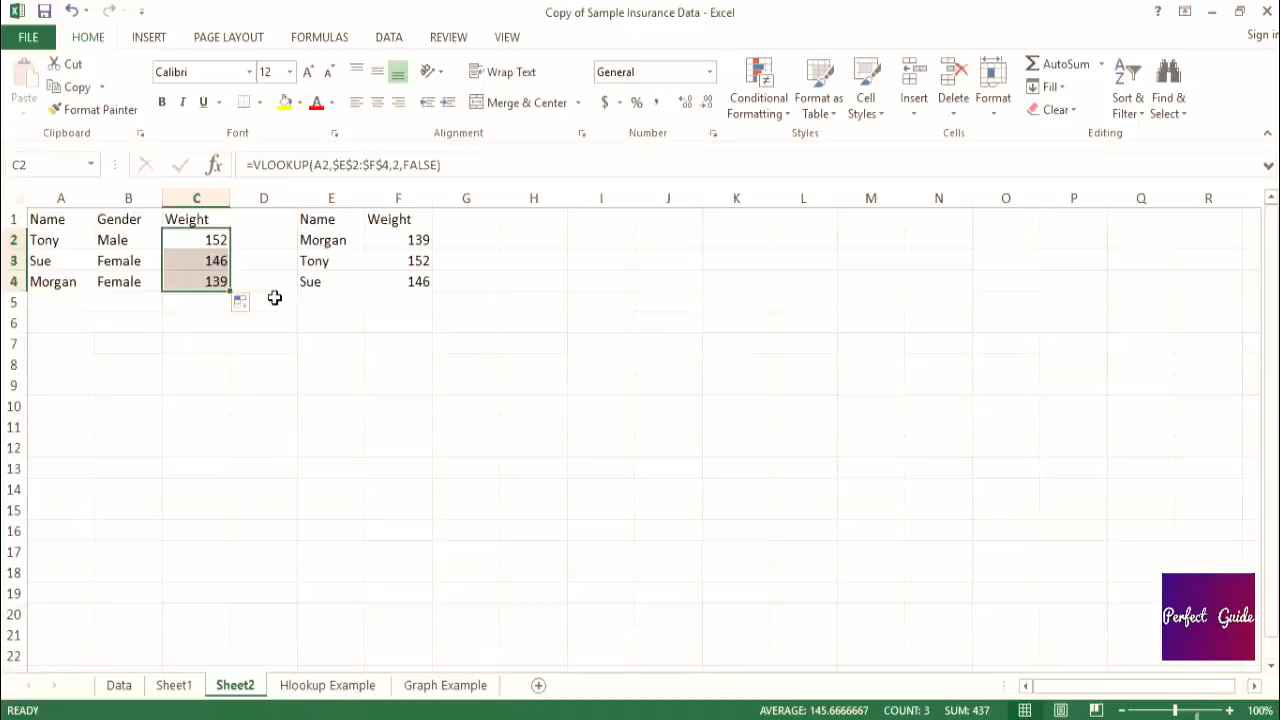 Copy of Sample Insurance Data - Excel
?
FILE HOME INSERT PAGE LAYOUT FORMULAS DATA REVIEW VIEW Sign in
Paste Cut Copy Format Painter
Calibri 12
B I U A
Wrap Text
Merge & Center
General
$ % ,
Conditional Formatting Format as Table Cell Styles
Insert Delete Format
AutoSum Fill Clear
Sort & Filter Find & Select
Clipboard Font Alignment Number Styles Cells Editing
C2 fx =VLOOKUP(A2,$E$2:$F$4,2,FALSE)
A B C D E F G H I J K L M N O P Q R
1 Name Gender Weight Name Weight
2 Tony Male 152 Morgan 139
3 Sue Female 146 Tony 152
4 Morgan Female 139 Sue 146
5
6
7
8
9
10
11
12
13
14
15
16
17
18
19
20
21
22
Perfect Guide
Data Sheet1 Sheet2 Hlookup Example Graph Example
READY AVERAGE: 145.6666667 COUNT: 3 SUM: 437 100%